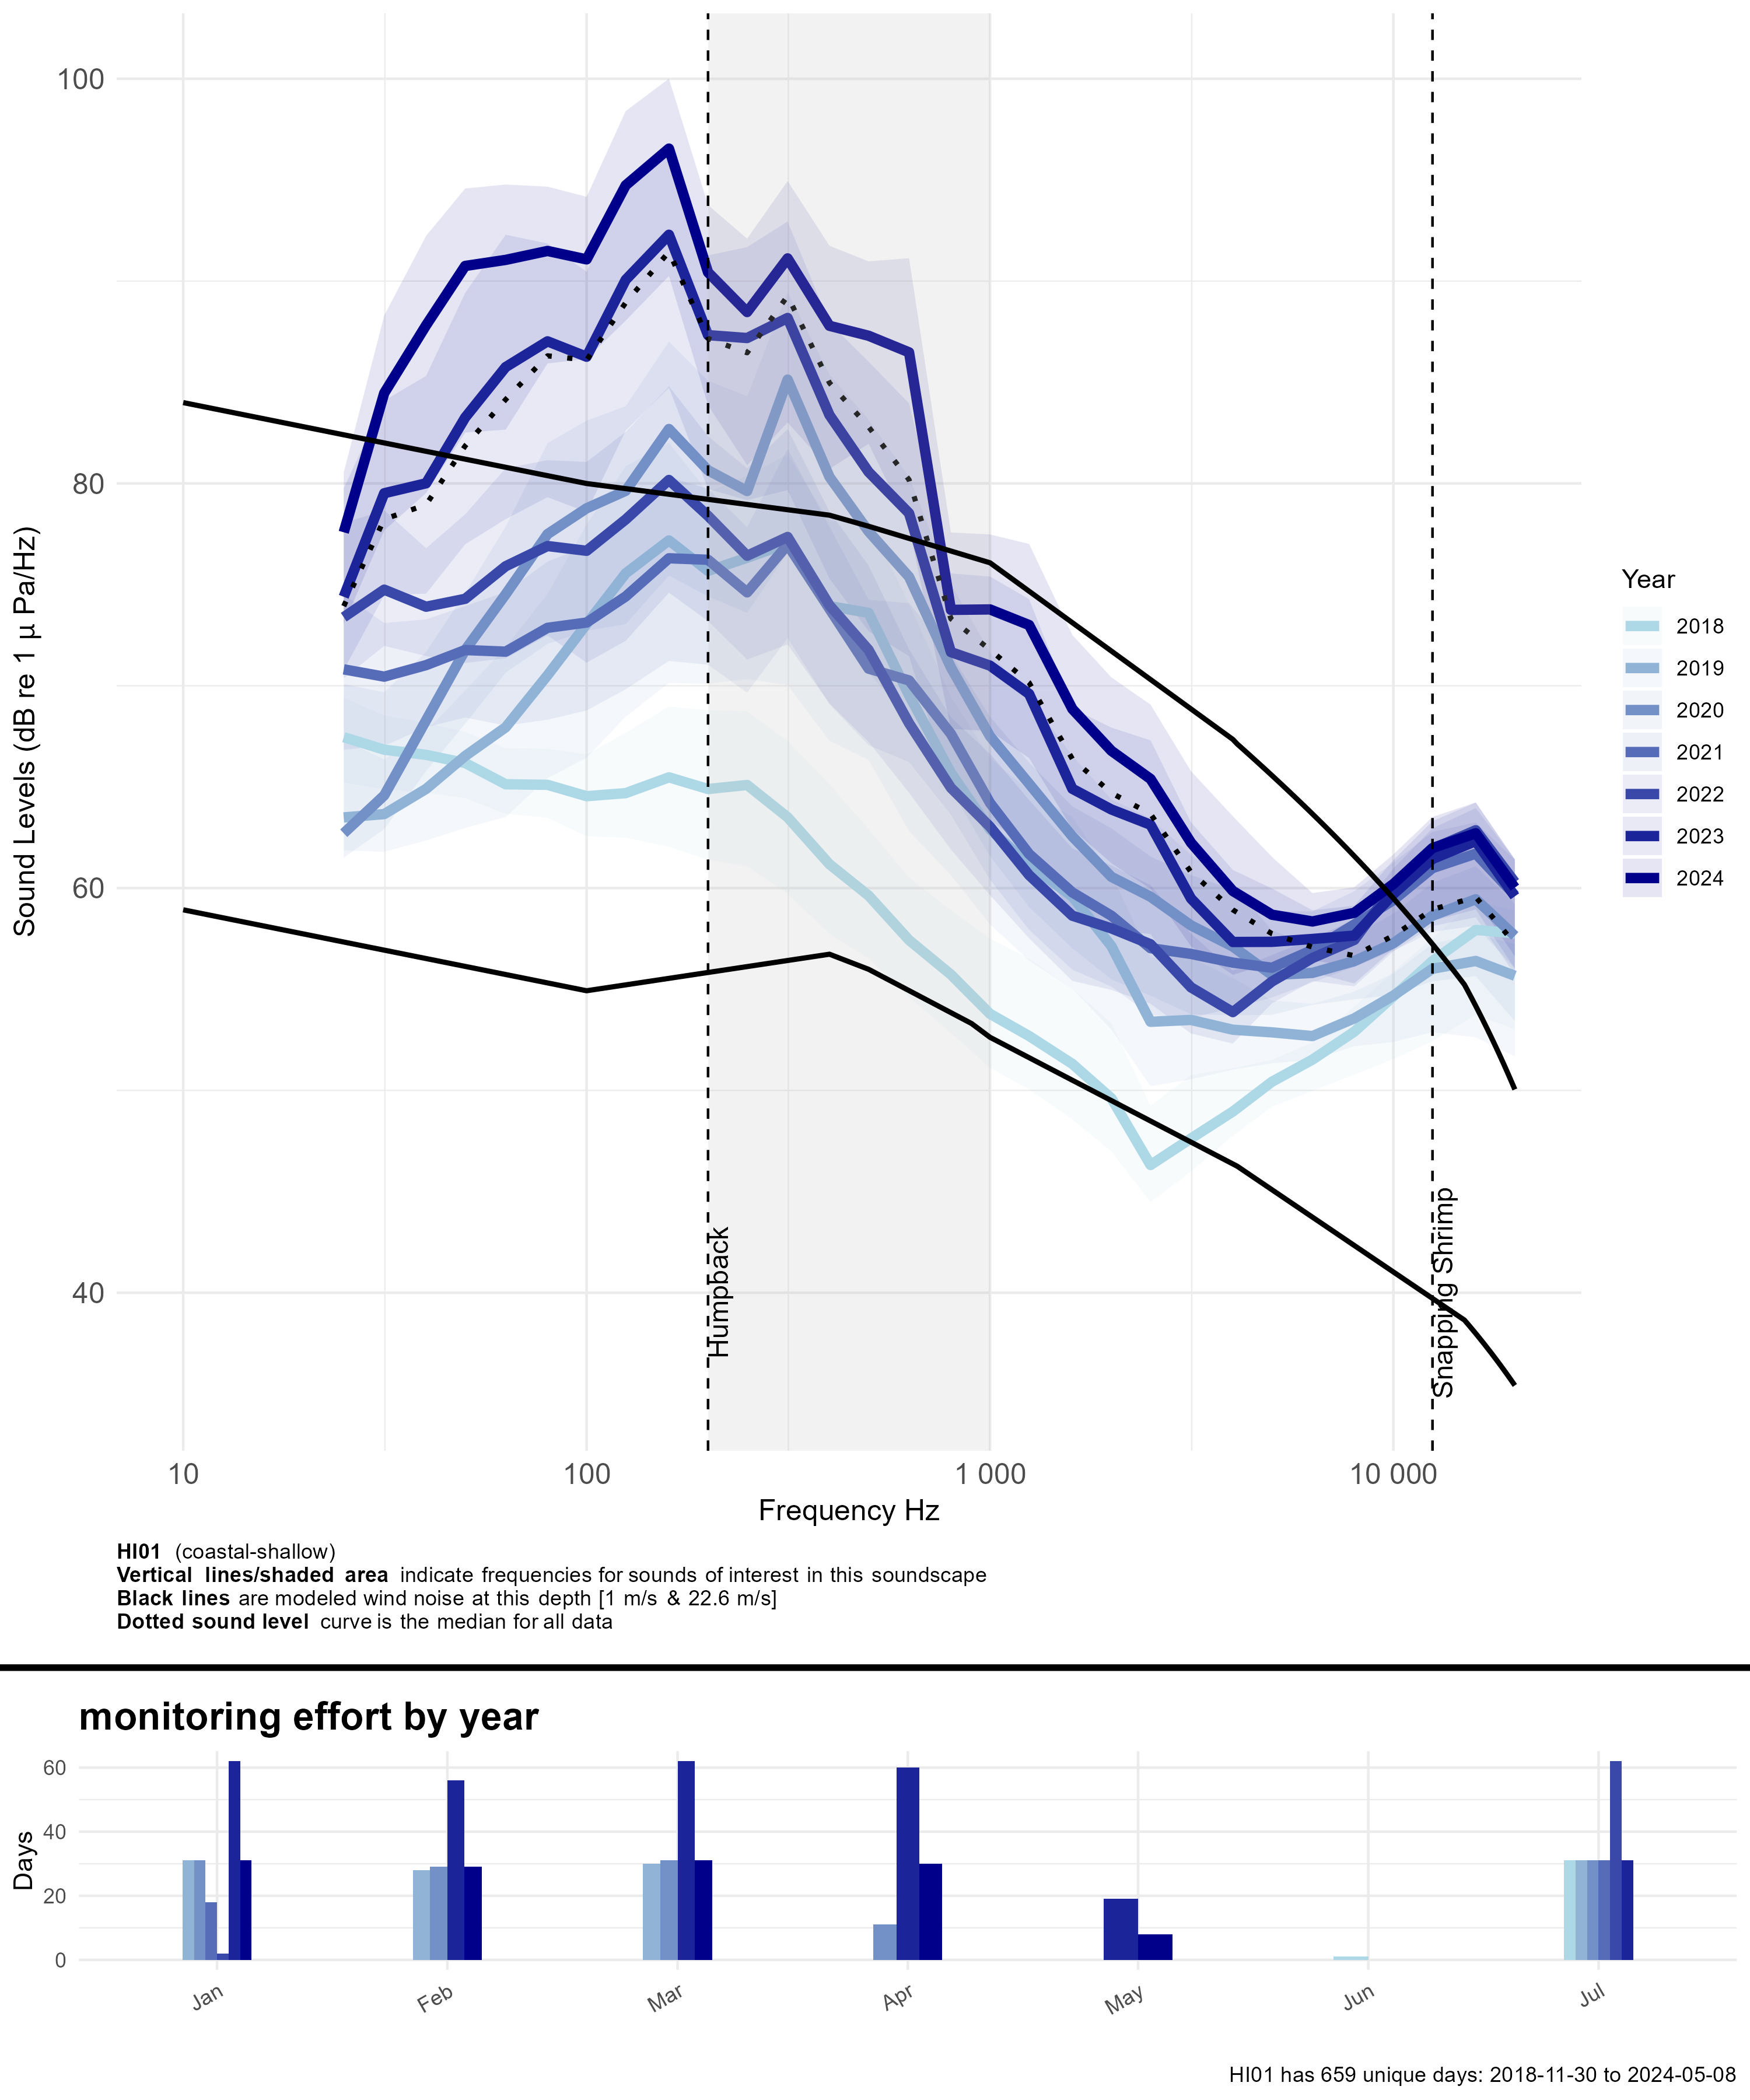 100
80
60
40
Sound Levels (dB re 1 µ Pa/Hz)
Humpback
Snapping Shrimp
Year
2018
2019
2020
2021
2022
2023
2024
10
100
1 000
10 000
Frequency Hz
HI01 (coastal-shallow)
Vertical lines/shaded area indicate frequencies for sounds of interest in this soundscape
Black lines are modeled wind noise at this depth [1 m/s & 22.6 m/s]
Dotted sound level curve is the median for all data
monitoring effort by year
60
40
20
0
Days
Jan
Feb
Mar
Apr
May
Jun
Jul
HI01 has 659 unique days: 2018-11-30 to 2024-05-08